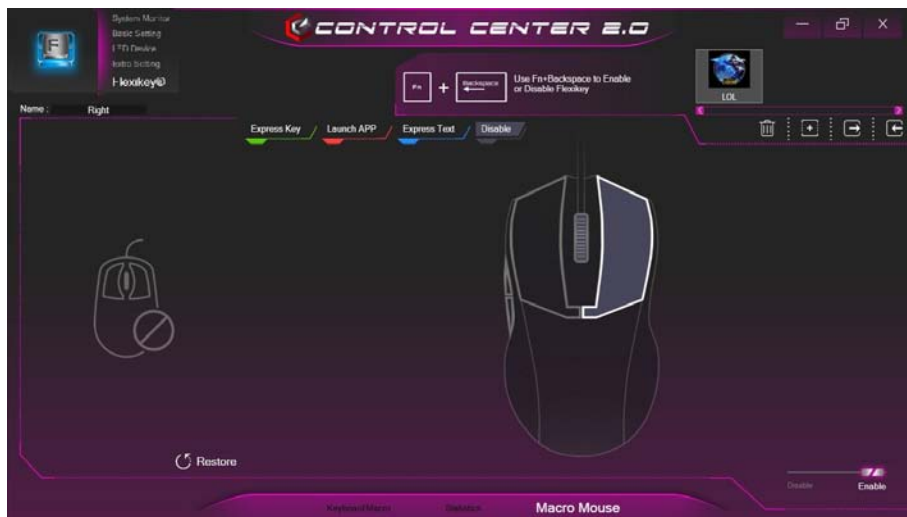 System Monitor
Basic Setting
LED Device
Flexikey®
CONTROL CENTER 2.0
Fn + Backspace
Use Fn+Backspace to Enable
or Disable Flexikey
LOL
Name : Right
Express Key / Launch APP / Express Text / Disable
Restore
Disable Enable
Keyboard Macro Statistics Macro Mouse